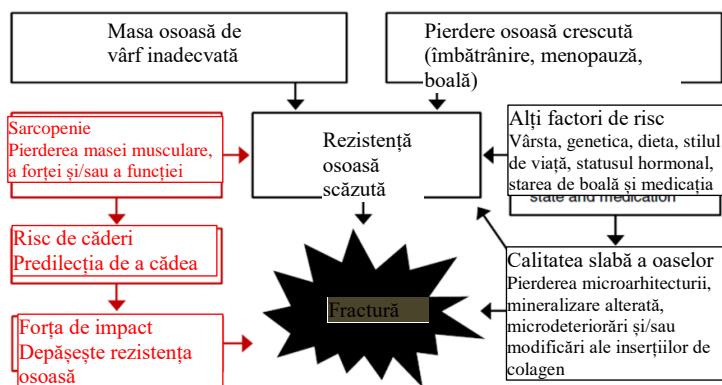 Masa osoasă de
vârf inadecvată
Pierdere osoasă crescută
(îmbătrânire, menopauză,
boală)
Sarcopenie
Pierderea masei musculare,
a forței și/sau a funcției
Rezistență
osoasă
scăzută
Alți factori de risc
Vârsta, genetica, dieta, stilul
de viață, statusul hormonal,
starea de boală și medicația
state and medication
Risc de căderi
Predilecția de a cădea
Calitatea slabă a oaselor
Pierderea microarhitecturii,
mineralizare alterată,
microdeteriorări și/sau
modificări ale inserțiilor de
colagen
Fractură
Forța de impact
Depășește rezistența
osoasă